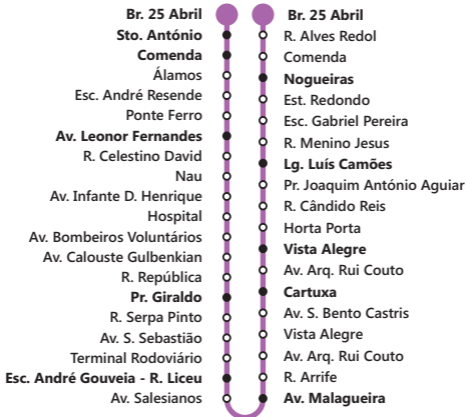 Br. 25 Abril
Sto. António
Comenda
Álamos
Esc. André Resende
Ponte Ferro
Av. Leonor Fernandes
R. Celestino David
Nau
Av. Infante D. Henrique
Hospital
Av. Bombeiros Voluntários
Av. Calouste Gulbenkian
R. República
Pr. Giraldo
R. Serpa Pinto
Av. S. Sebastião
Terminal Rodoviário
Esc. André Gouveia - R. Liceu
Av. Salesianos
Br. 25 Abril
R. Alves Redol
Comenda
Nogueiras
Est. Redondo
Esc. Gabriel Pereira
R. Menino Jesus
Lg. Luís Camões
Pr. Joaquim António Aguiar
R. Cândido Reis
Horta Porta
Vista Alegre
Av. Arq. Rui Couto
Cartuxa
Av. S. Bento Castris
Vista Alegre
Av. Arq. Rui Couto
R. Arrife
Av. Malagueira